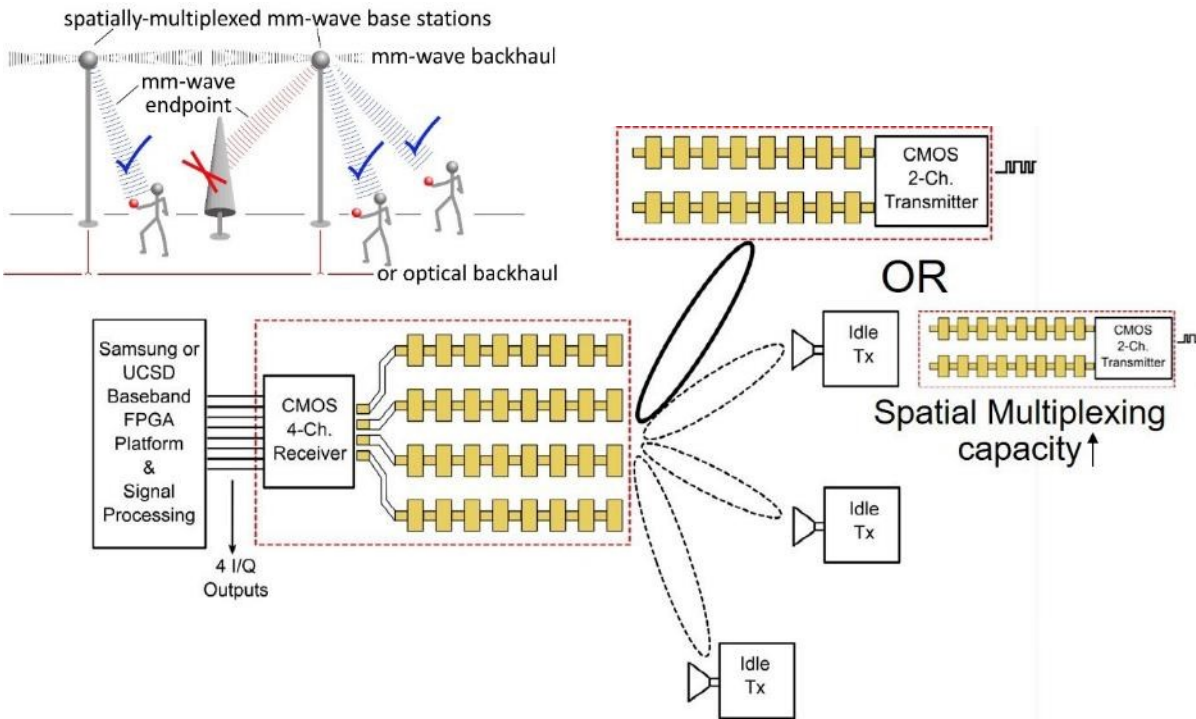 spatially-multiplexed mm-wave base stations
mm-wave backhaul
mm-wave
endpoint
or optical backhaul
CMOS
2-Ch.
Transmitter
OR
Samsung or
UCSD
Baseband
FPGA
Platform
&
Signal
Processing
4 I/Q
Outputs
CMOS
4-Ch.
Receiver
Idle
Tx
CMOS
2-Ch.
Transmitter
Spatial Multiplexing
capacity
Idle
Tx
Idle
Tx